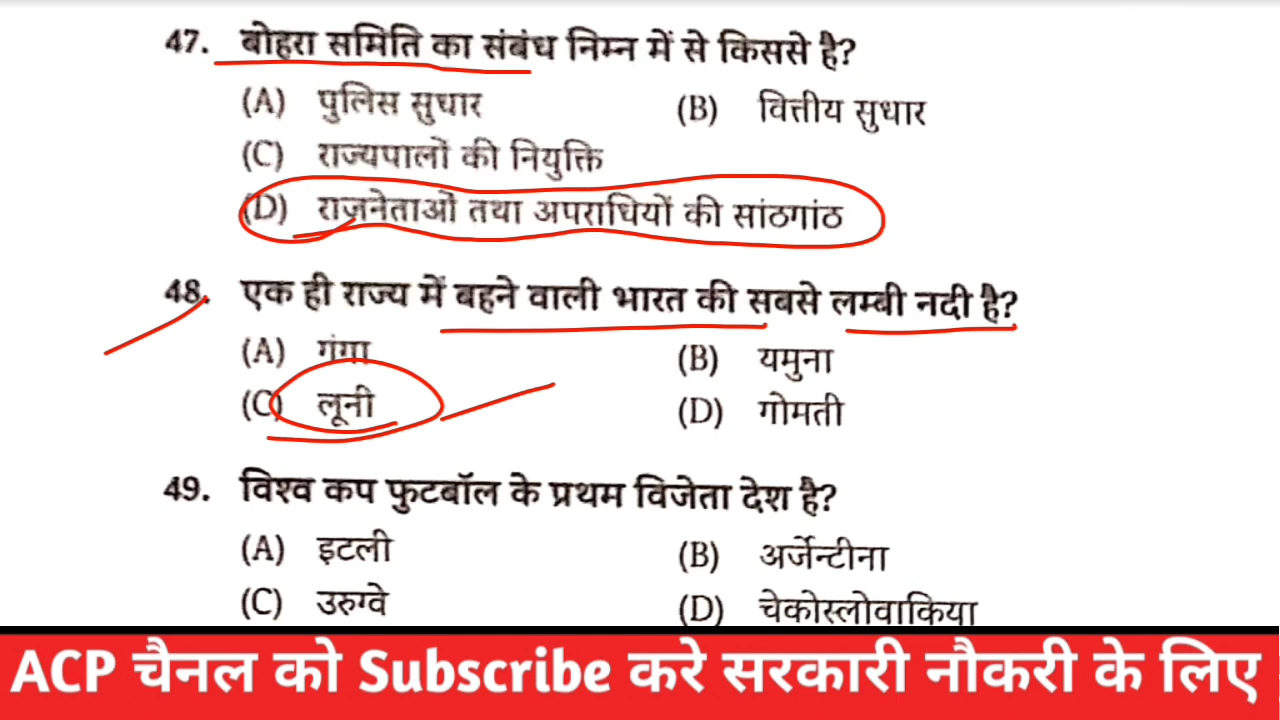 47. बोहरा समिति का संबंध निम्न में से किससे है?
(A) पुलिस सुधार (B) वित्तीय सुधार
(C) राज्यपालों की नियुक्ति
(D) राजनेताओं तथा अपराधियों की सांठगांठ
48. एक ही राज्य में बहने वाली भारत की सबसे लम्बी नदी है?
(A) गंगा (B) यमुना
(C) लूनी (D) गोमती
49. विश्व कप फुटबॉल के प्रथम विजेता देश है?
(A) इटली (B) अर्जेन्टीना
(C) उरुग्वे (D) चेकोस्लोवाकिया
ACP चैनल को Subscribe करे सरकारी नौकरी के लिए